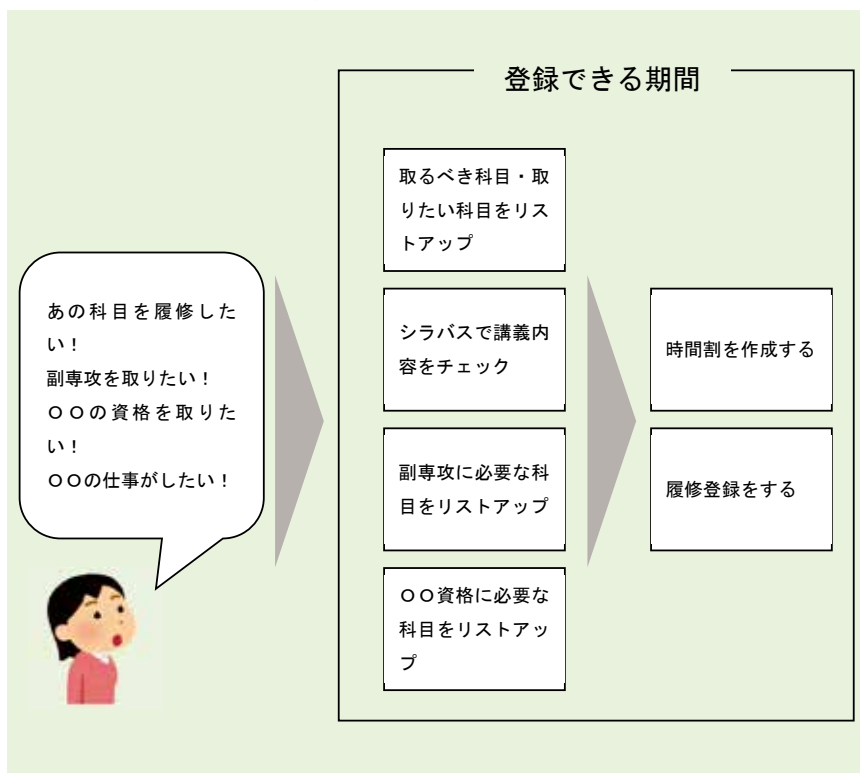 登録できる期間
あの科目を履修した
い！
副専攻を取りたい！
〇〇の資格を取りた
い！
〇〇の仕事がしたい！
取るべき科目・取
りたい科目をリス
トアップ
シラバスで講義内
容をチェック
副専攻に必要な科
目をリストアップ
〇〇資格に必要な
科目をリストアッ
プ
時間割を作成する
履修登録をする